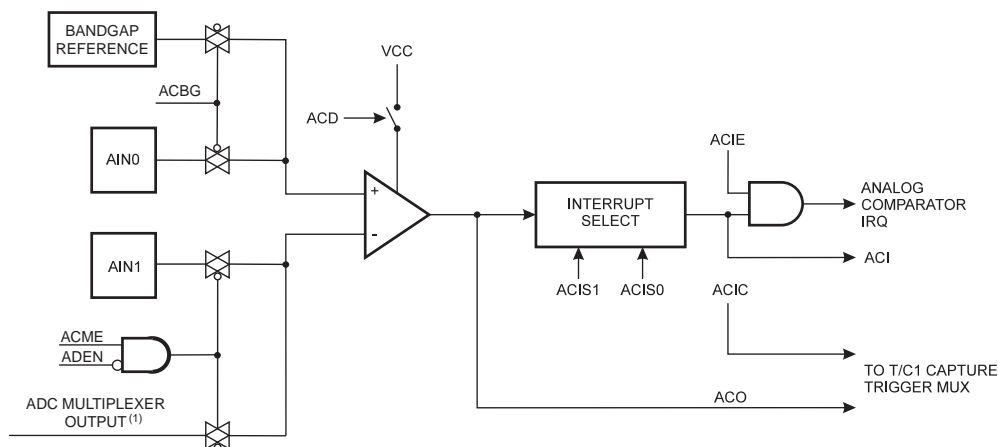 BANDGAP
REFERENCE
VCC
ACBG
ACD
AIN0
ACIE
+
ANALOG
COMPARATOR
IRQ
INTERRUPT
SELECT
-
AIN1
ACI
ACIS1 ACIS0 ACIC
ACME
ADEN
TO T/C1 CAPTURE
TRIGGER MUX
ACO
ADC MULTIPLEXER
OUTPUT (1)